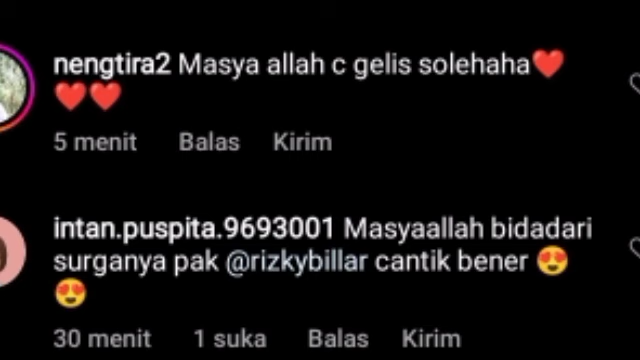 nengtira2 Masya allah c gelis solehaha❤️
❤️❤️
5 menit Balas Kirim
intan.puspita.9693001 Masyaallah bidadari
surganya pak @rizkybillar cantik bener 😍
😍
30 menit 1 suka Balas Kirim